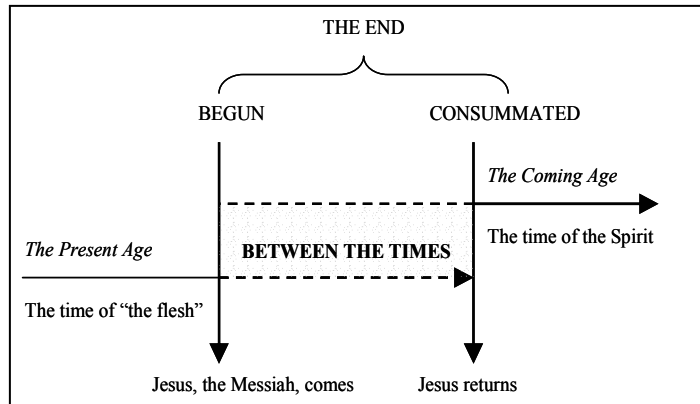 THE END
BEGUN
CONSUMMATED
The Coming Age
The time of the Spirit
The Present Age
BETWEEN THE TIMES
The time of “the flesh”
Jesus, the Messiah, comes
Jesus returns